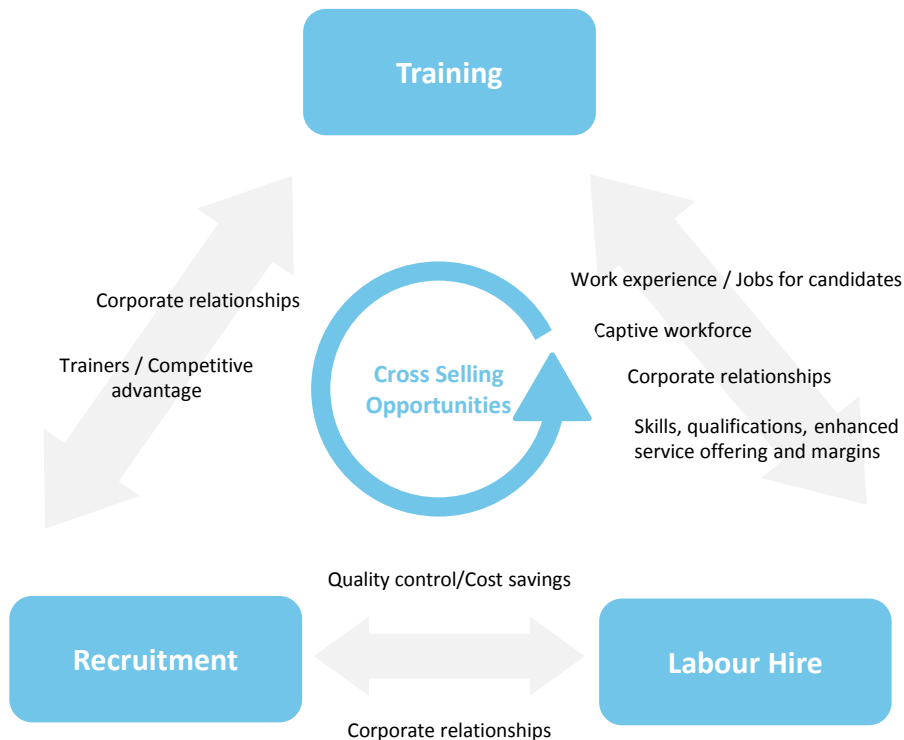 Training
Work experience / Jobs for candidates
Corporate relationships
Captive workforce
Trainers / Competitive
advantage
Cross Selling
Opportunities
Corporate relationships
Skills, qualifications, enhanced
service offering and margins
Quality control/Cost savings
Recruitment
Labour Hire
Corporate relationships